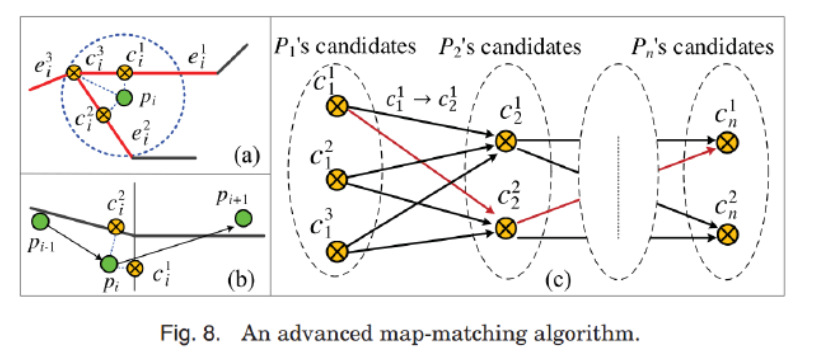 e_i^3 c_i^3 c_i^1 e_i^1
p_i
c_i^2 e_i^2
(a)
c_i^2 p_{i+1}
p_{i-1}
p_i c_i^1 (b)
P_1's candidates P_2's candidates P_n's candidates
c_1^1 c_1^1 → c_2^1 c_2^1 c_n^1
c_1^2
c_2^2 c_n^2
c_1^3
(c)
Fig. 8. An advanced map-matching algorithm.